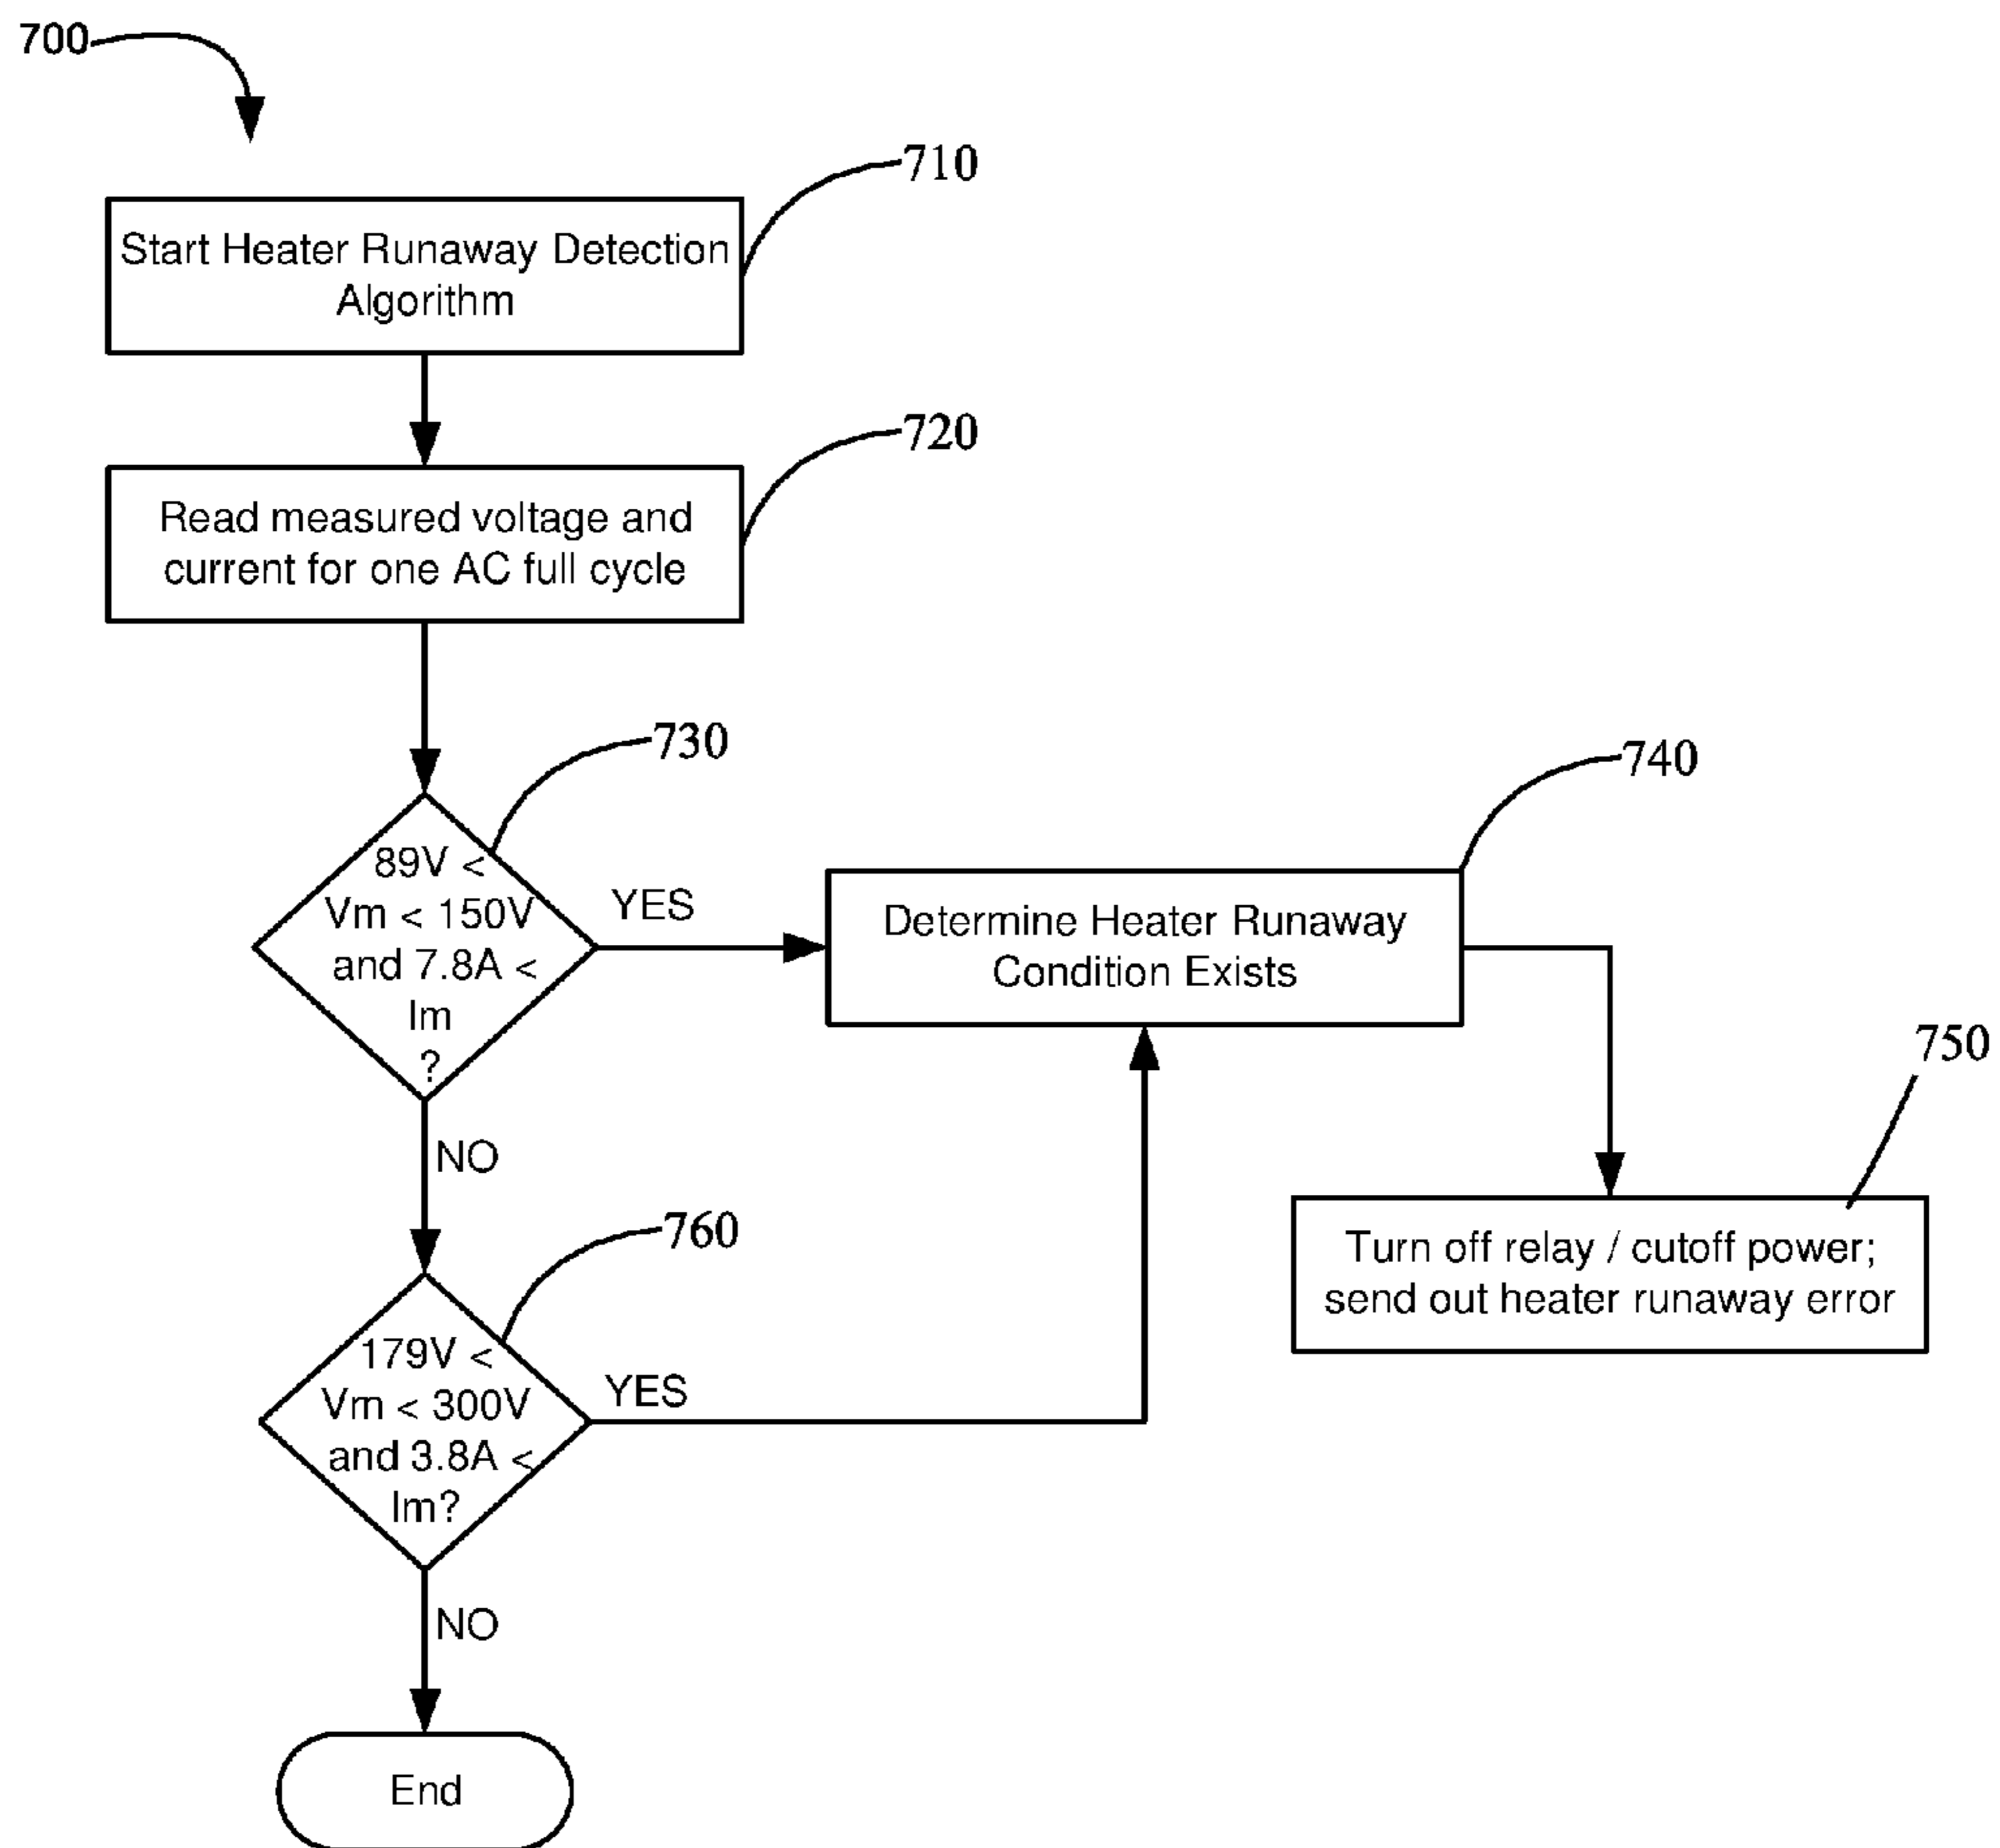 700
710
Start Heater Runaway Detection
Algorithm
720
Read measured voltage and
current for one AC full cycle
730
89V <
Vm < 150V
and 7.8A <
Im
?
YES
740
Determine Heater Runaway
Condition Exists
750
Turn off relay / cutoff power;
send out heater runaway error
NO
760
179V <
Vm < 300V
and 3.8A <
Im?
YES
NO
End